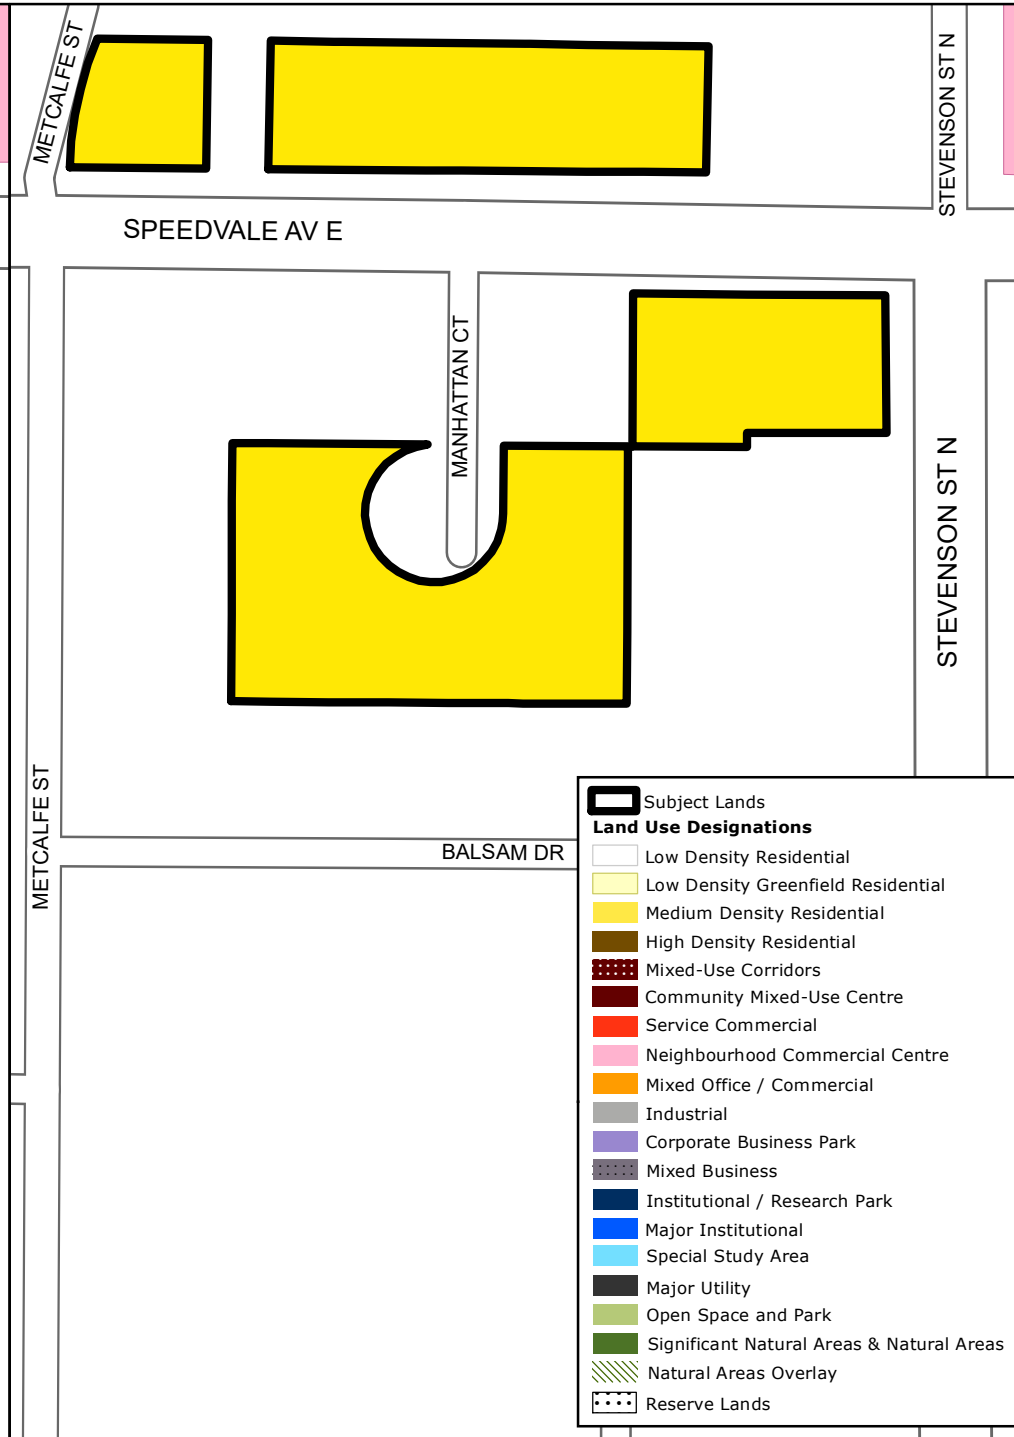 METCALFE ST
STEVENSON ST N
SPEEDVALE AV E
MANHATTAN CT
STEVENSON ST N
METCALFE ST
BALSAM DR
Subject Lands
Land Use Designations
Low Density Residential
Low Density Greenfield Residential
Medium Density Residential
High Density Residential
Mixed-Use Corridors
Community Mixed-Use Centre
Service Commercial
Neighbourhood Commercial Centre
Mixed Office / Commercial
Industrial
Corporate Business Park
Mixed Business
Institutional / Research Park
Major Institutional
Special Study Area
Major Utility
Open Space and Park
Significant Natural Areas & Natural Areas
Natural Areas Overlay
Reserve Lands